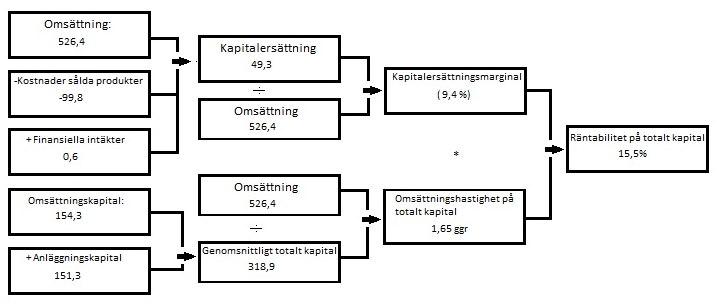 Omsättning:
526,4
-Kostnader sålda produkter
-99,8
+ Finansiella intäkter
0,6
Omsättningskapital:
154,3
+ Anläggningskapital
151,3
Kapitalersättning
49,3
÷
Omsättning
526,4
Omsättning
526,4
÷
Genomsnittligt totalt kapital
318,9
Kapitalersättningsmarginal
(9,4 %)
*
Omsättningshastighet på
totalt kapital
1,65 ggr
Räntabilitet på totalt kapital
15,5%